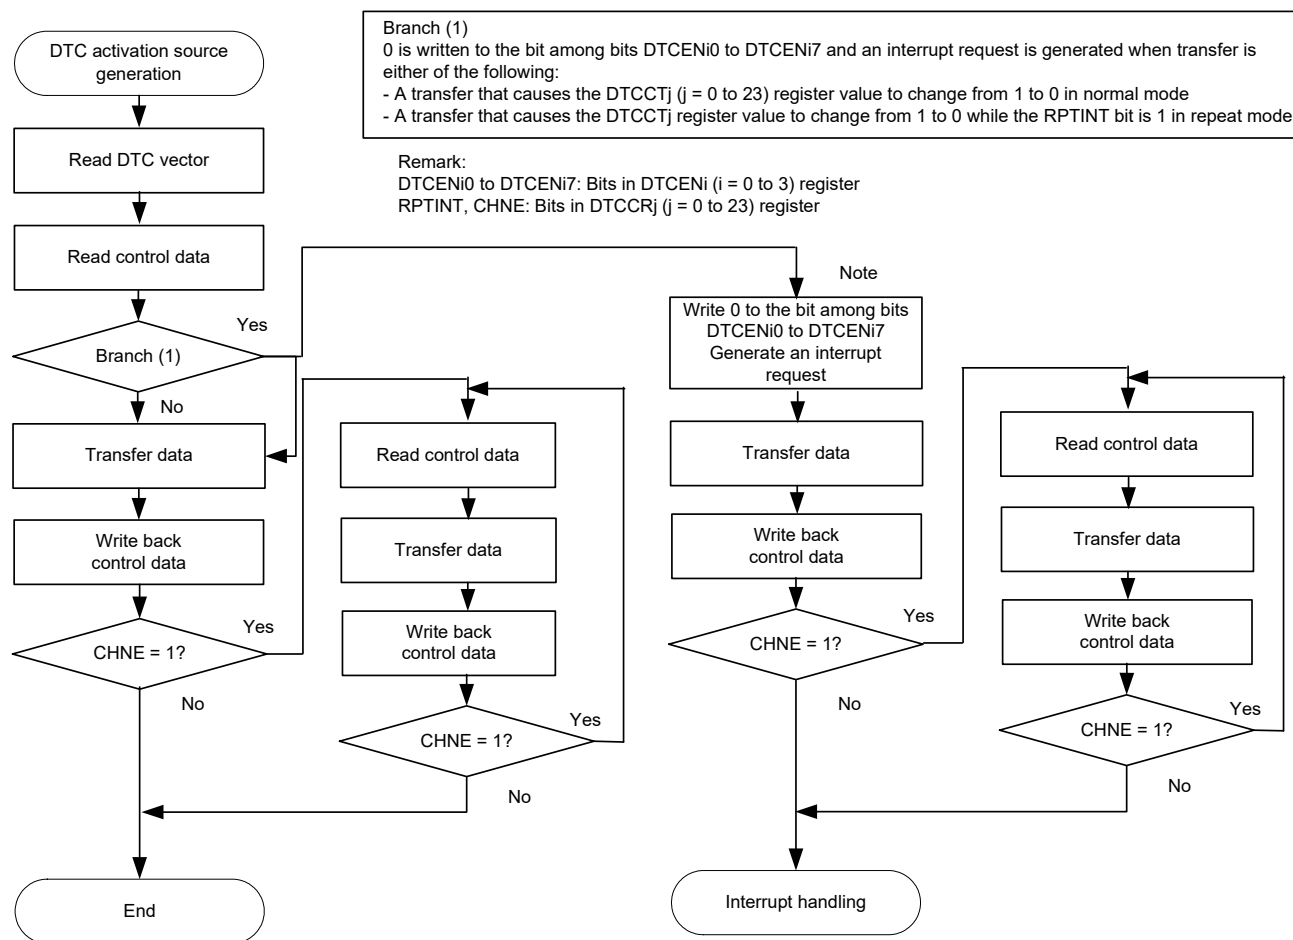 DTC activation source
generation
Branch (1)
0 is written to the bit among bits DTCENi0 to DTCENi7 and an interrupt request is generated when transfer is
either of the following:
- A transfer that causes the DTCCTj (j = 0 to 23) register value to change from 1 to 0 in normal mode
- A transfer that causes the DTCCTj register value to change from 1 to 0 while the RPTINT bit is 1 in repeat mode
Remark:
DTCENi0 to DTCENi7: Bits in DTCENi (i = 0 to 3) register
RPTINT, CHNE: Bits in DTCCRj (j = 0 to 23) register
Read DTC vector
Read control data
Yes
Branch (1)
No
Transfer data
Write back
control data
Yes
CHNE = 1?
No
End
Read control data
Transfer data
Write back
control data
Yes
CHNE = 1?
No
Note
Write 0 to the bit among bits
DTCENi0 to DTCENi7
Generate an interrupt
request
Transfer data
Write back
control data
Yes
CHNE = 1?
No
Interrupt handling
Read control data
Transfer data
Write back
control data
Yes
CHNE = 1?
No